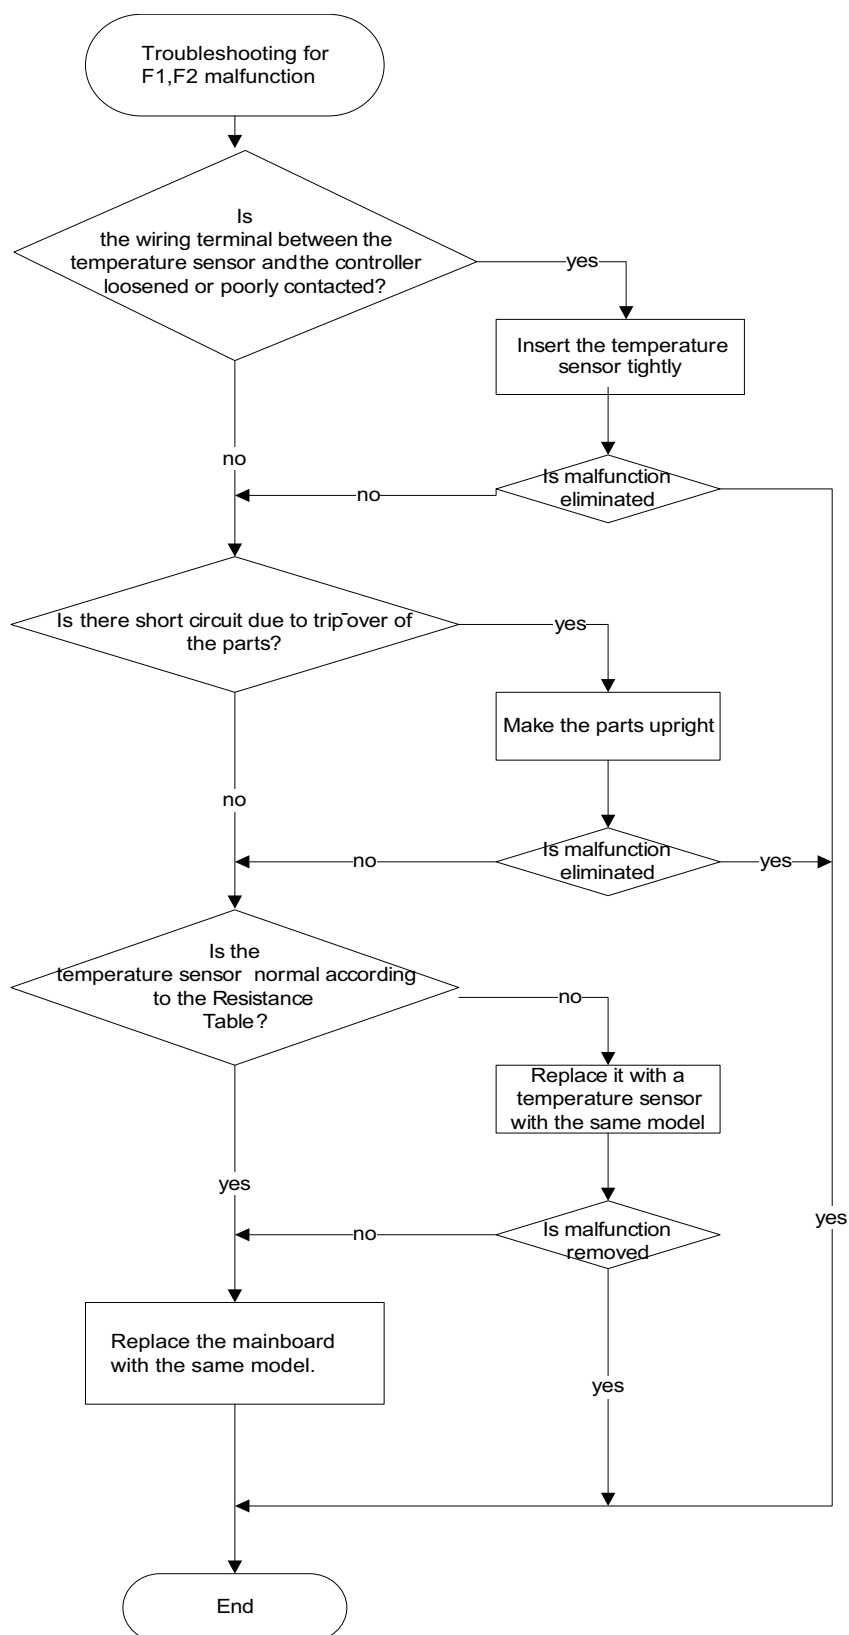 Troubleshooting for
F1,F2 malfunction
Is
the wiring terminal between the
temperature sensor and the controller
loosened or poorly contacted?
yes
Insert the temperature
sensor tightly
no
no
Is malfunction
eliminated
Is there short circuit due to trip-over of
the parts?
yes
Make the parts upright
no
no
Is malfunction
eliminated
yes
Is the
temperature sensor normal according
to the Resistance
Table?
no
Replace it with a
temperature sensor
with the same model
yes
no
Is malfunction
removed
yes
Replace the mainboard
with the same model.
yes
End